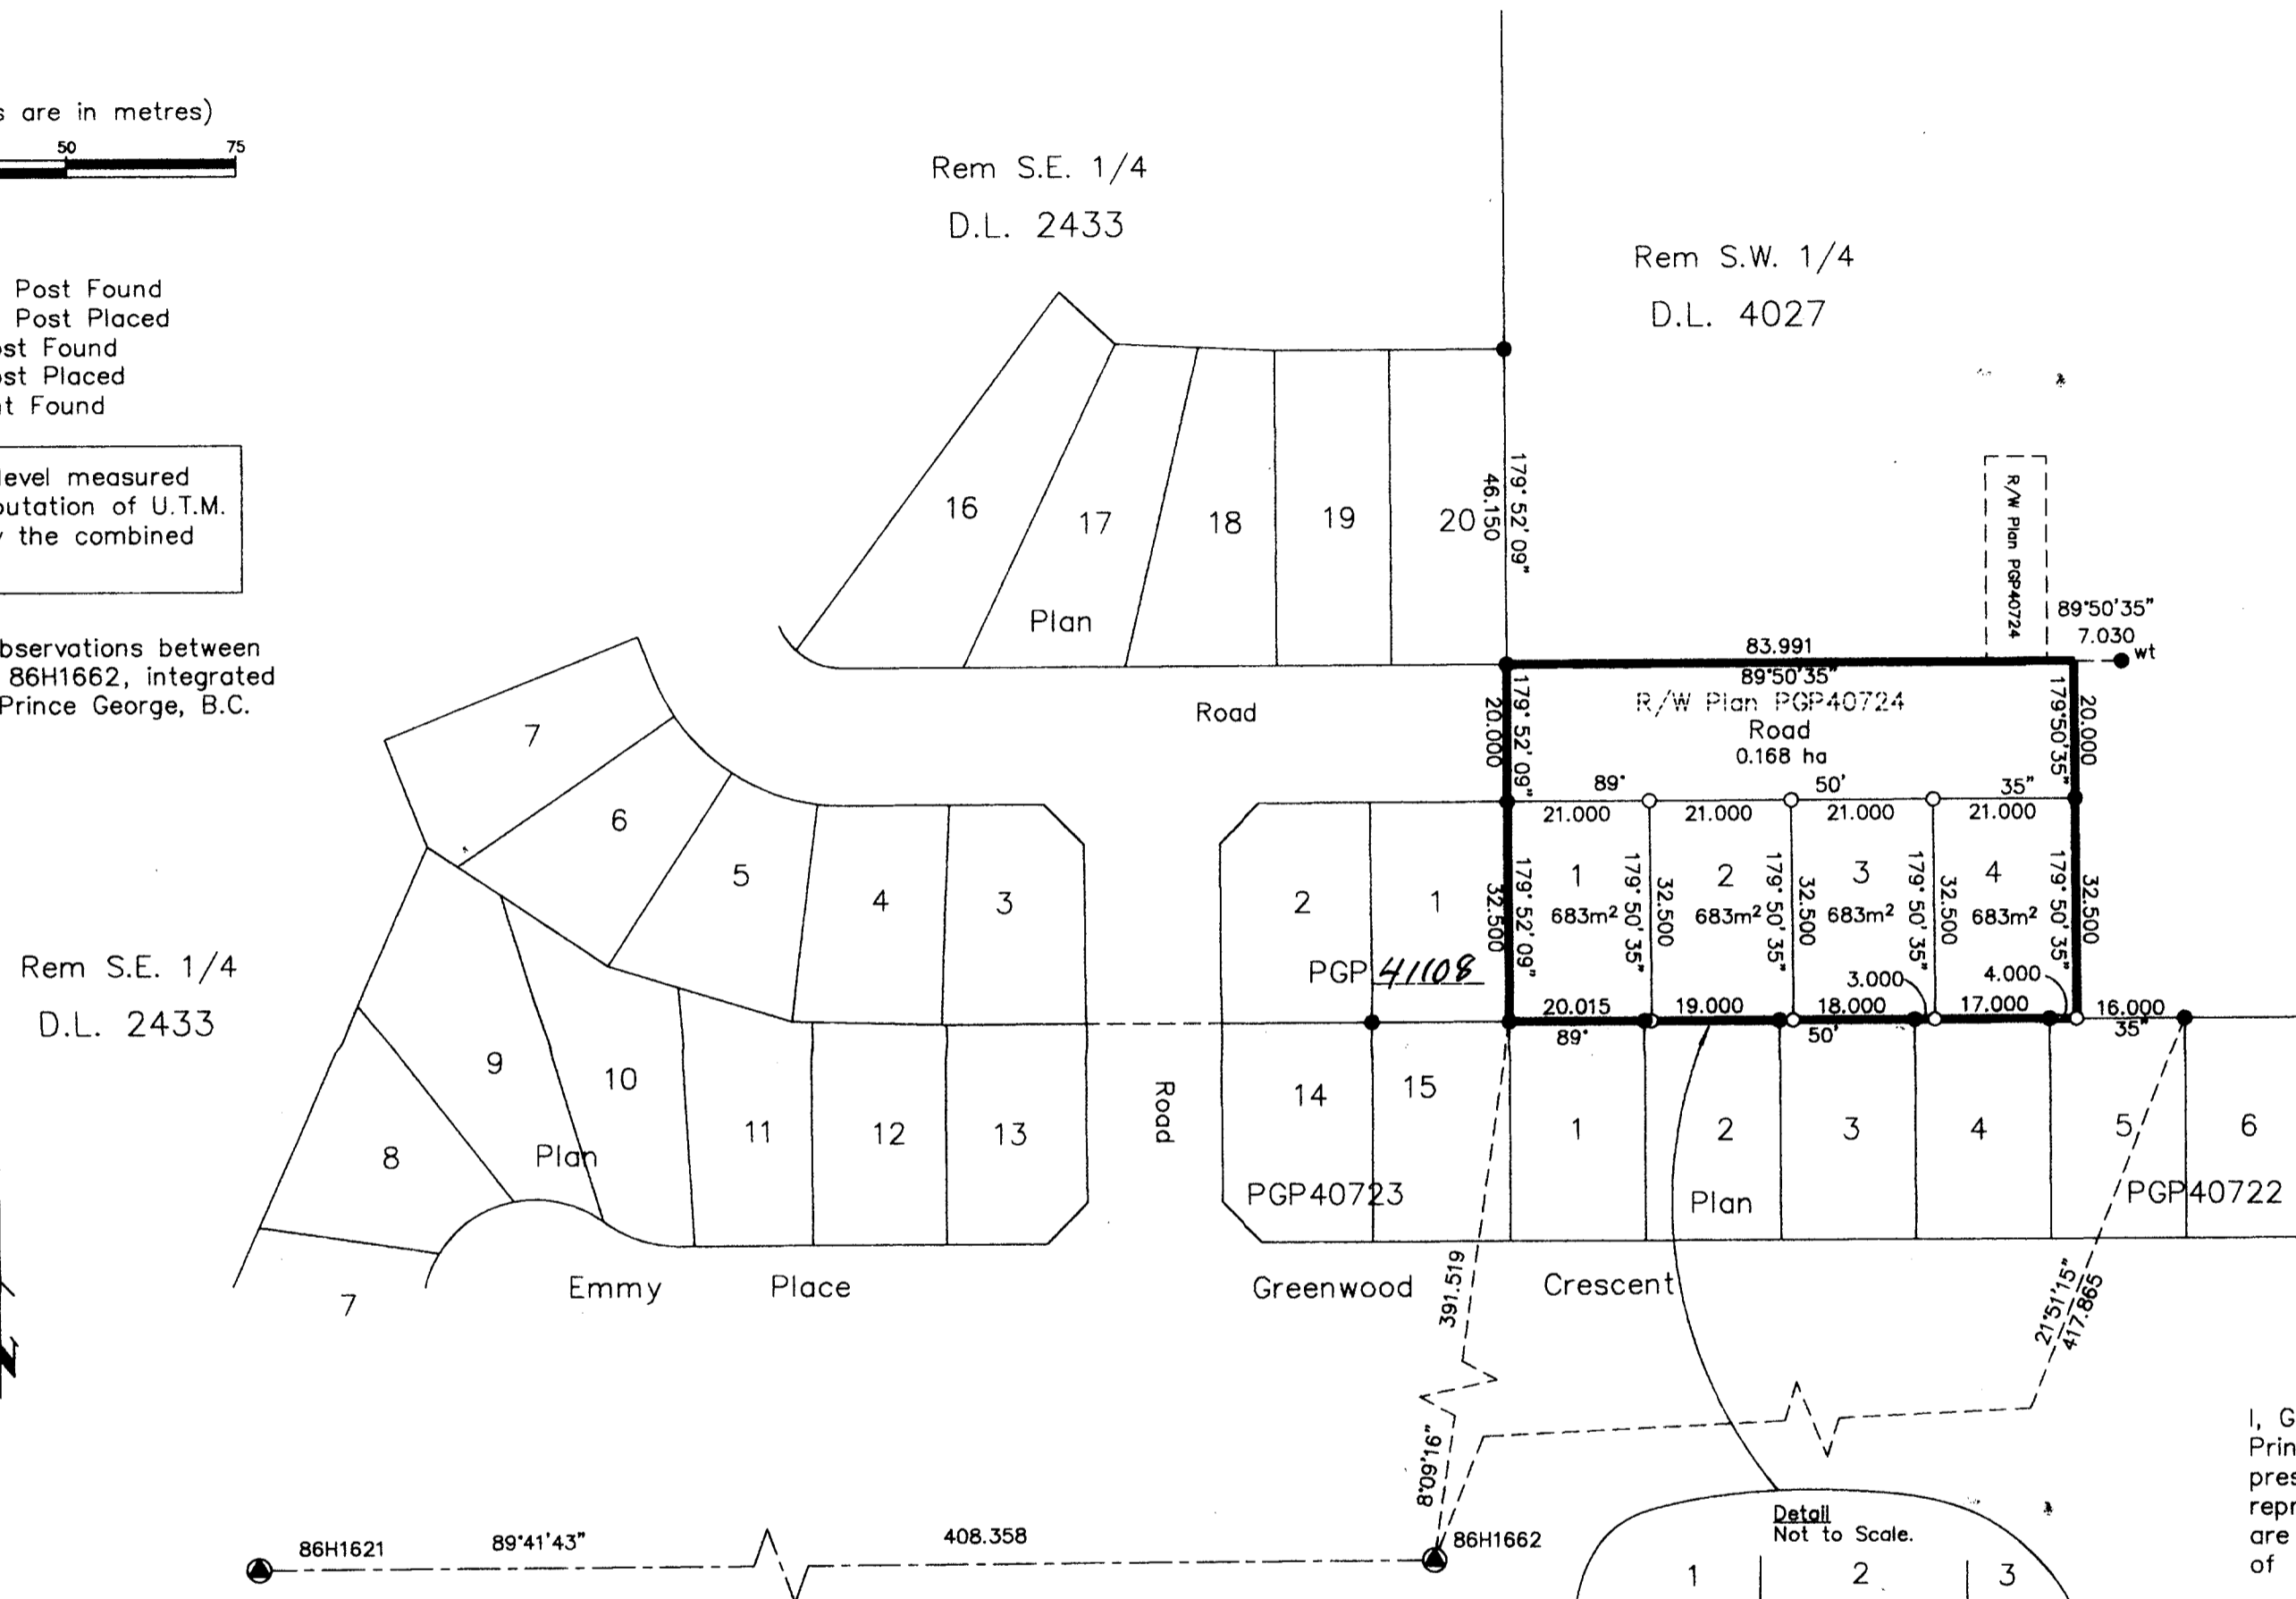 s are in metres)
50 75
Post Found
Post Placed
ost Found
ost Placed
nt Found
level measured
putation of U.T.M.
y the combined
bservations between
86H1662, integrated
Prince George, B.C.
Rem S.E. 1/4
D.L. 2433
Rem S.W. 1/4
D.L. 4027
16
17
18
19
20
Plan
179° 52' 09"
46.150
R/W Plan PGP40724
89°50'35"
7.030
wt
83.991
89°50'35"
R/W Plan PGP40724
Road
0.168 ha
179° 52' 09"
20.000
179°50'35"
20.000
Road
7
6
5
4
3
2
1
PGP 41108
89° 50' 35"
21.000 21.000 21.000 21.000
1
683m²
2
683m²
3
683m²
4
683m²
32.500
179° 52' 09"
179° 50' 35"
32.500
179° 50' 35"
32.500
179° 50' 35"
32.500
179° 50' 35"
32.500
3.000
4.000
20.015 19.000 18.000 17.000 16.000
89° 50' 35"
Rem S.E. 1/4
D.L. 2433
9
10
8
11
12
13
Plan
Road
14
15
PGP40723
1
2
3
4
5
6
Plan
PGP40722
7
Emmy Place
Greenwood Crescent
391.519
8°09'16"
21°51'15"
417.865
N
86H1621
89°41'43"
408.358
86H1662
Detail
Not to Scale.
1 2 3
I, G
Prin
pres
repr
are
of